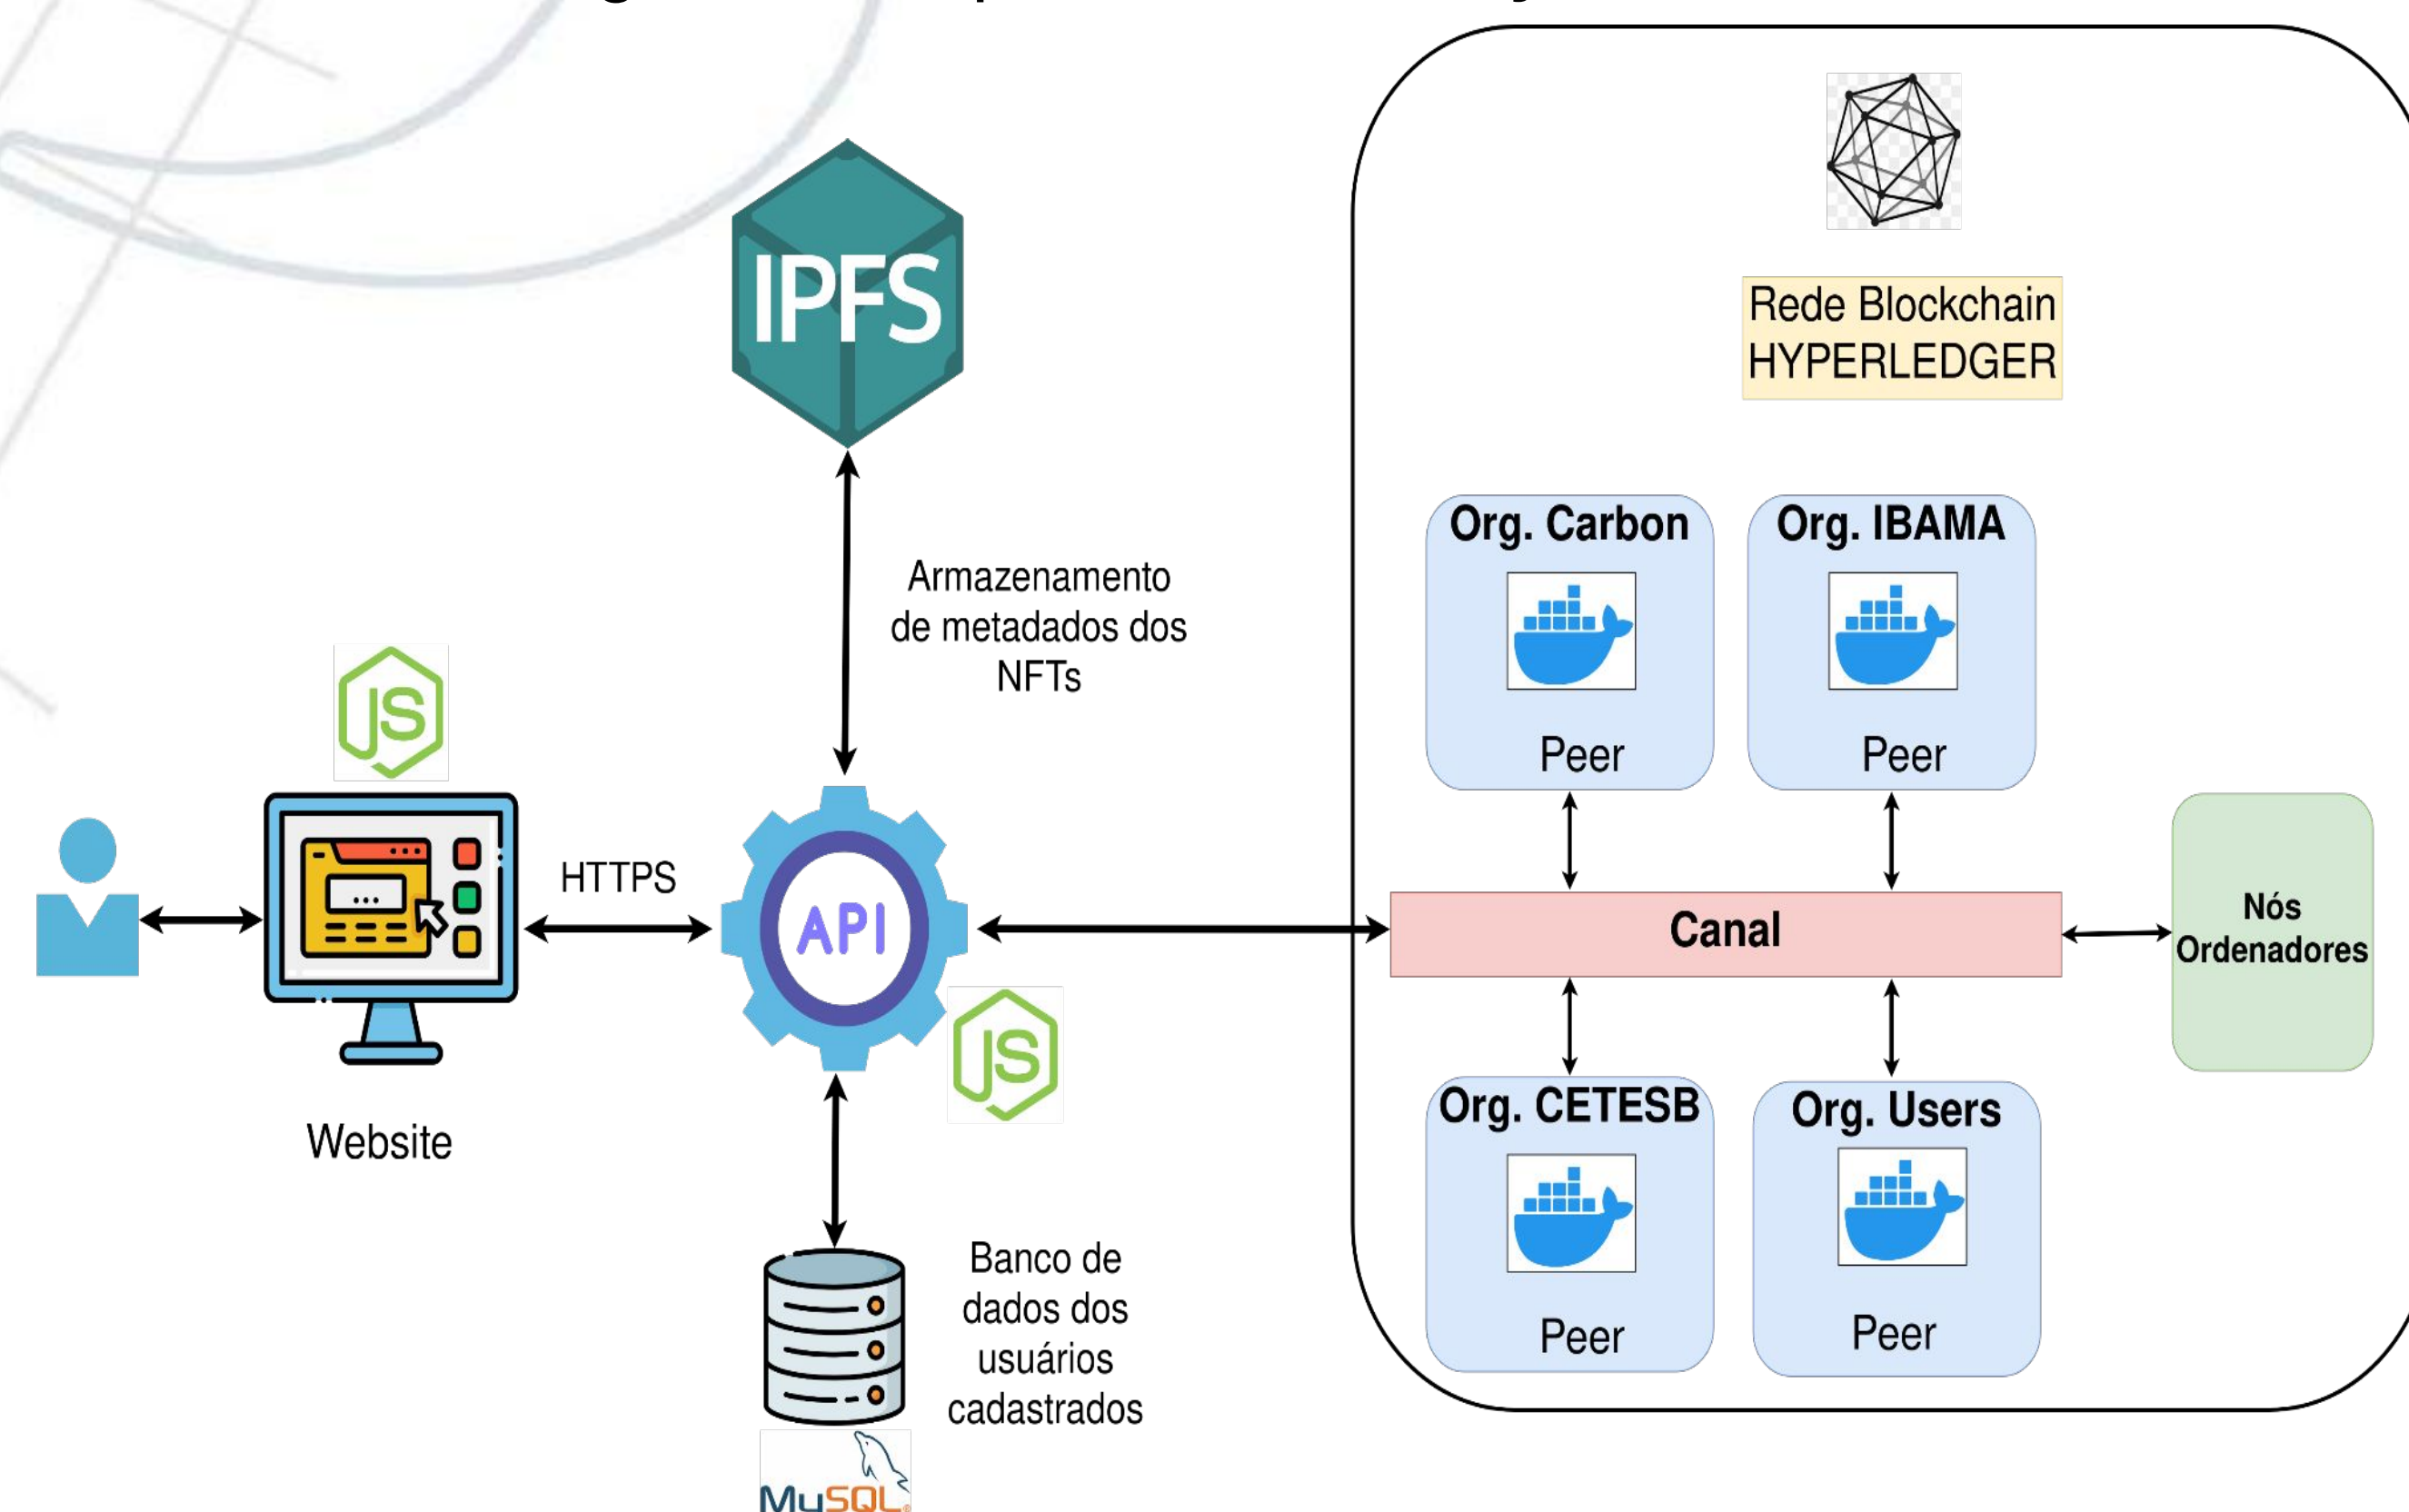 IPFS
Rede Blockchain
HYPERLEDGER
Org. Carbon
Org. IBAMA
Armazenamento
de metadados dos
NFTs
JS
Peer
Peer
HTTPS
API
Canal
Nós
Ordenadores
JS
Website
Org. CETESB
Org. Users
Banco de
dados dos
usuários
cadastrados
Peer
Peer
MySQL